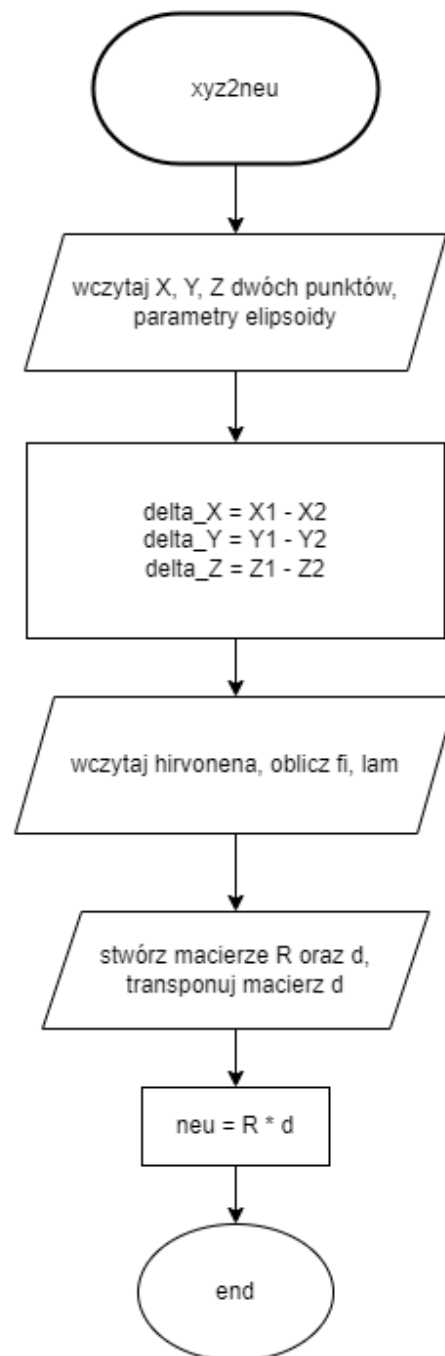 xyz2neu
wczytaj X, Y, Z dwóch punktów,
parametry elipsoidy
delta_X = X1 - X2
delta_Y = Y1 - Y2
delta_Z = Z1 - Z2
wczytaj hirvonena, oblicz fi, lam
stwórz macierze R oraz d,
transponuj macierz d
neu = R * d
end